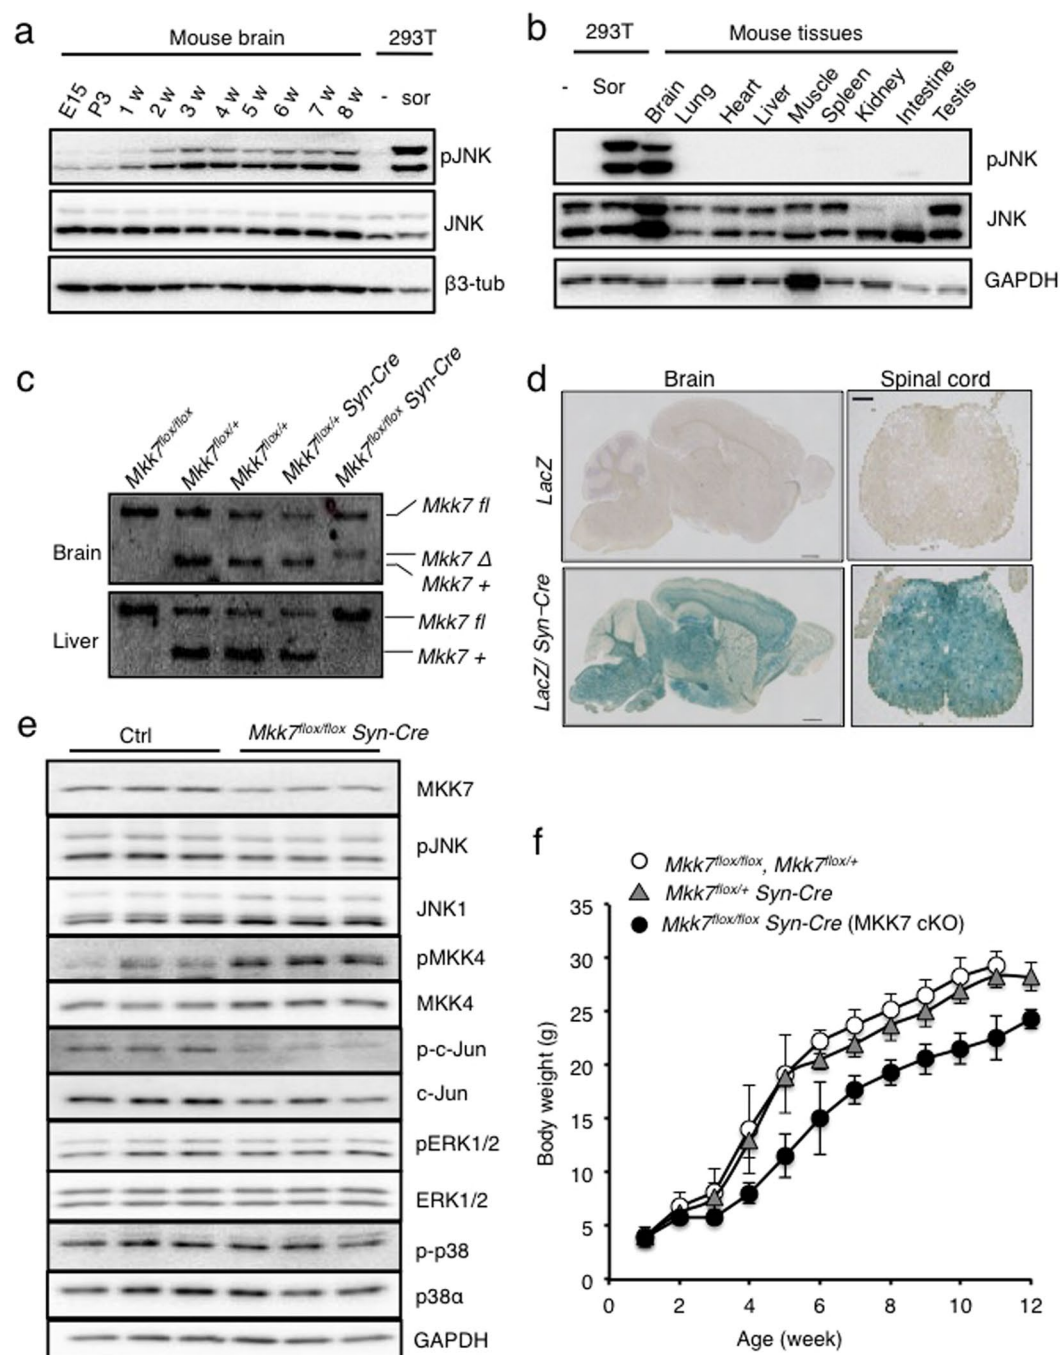 a
Mouse brain
293T
E15
P3
1 w
2 w
3 w
4 w
5 w
6 w
7 w
8 w
-
sor
pJNK
JNK
β3-tub
b
293T
Mouse tissues
-
Sor
Brain
Lung
Heart
Liver
Muscle
Spleen
Kidney
Intestine
Testis
pJNK
JNK
GAPDH
c
Mkk7flox/flox
Mkk7flox/+
Mkk7flox/+
Mkk7flox/+ Syn-Cre
Mkk7flox/flox Syn-Cre
Brain
Mkk7 fl
Mkk7 Δ
Mkk7 +
Liver
Mkk7 fl
Mkk7 +
d
Brain
Spinal cord
LacZ
LacZ/ Syn-Cre
e
Ctrl
Mkk7flox/flox Syn-Cre
MKK7
pJNK
JNK1
pMKK4
MKK4
p-c-Jun
c-Jun
pERK1/2
ERK1/2
p-p38
p38α
GAPDH
f
Mkk7flox/flox, Mkk7flox/+
Mkk7flox/+ Syn-Cre
Mkk7flox/flox Syn-Cre (MKK7 cKO)
35
30
25
20
15
10
5
0
Body weight (g)
0 2 4 6 8 10 12
Age (week)